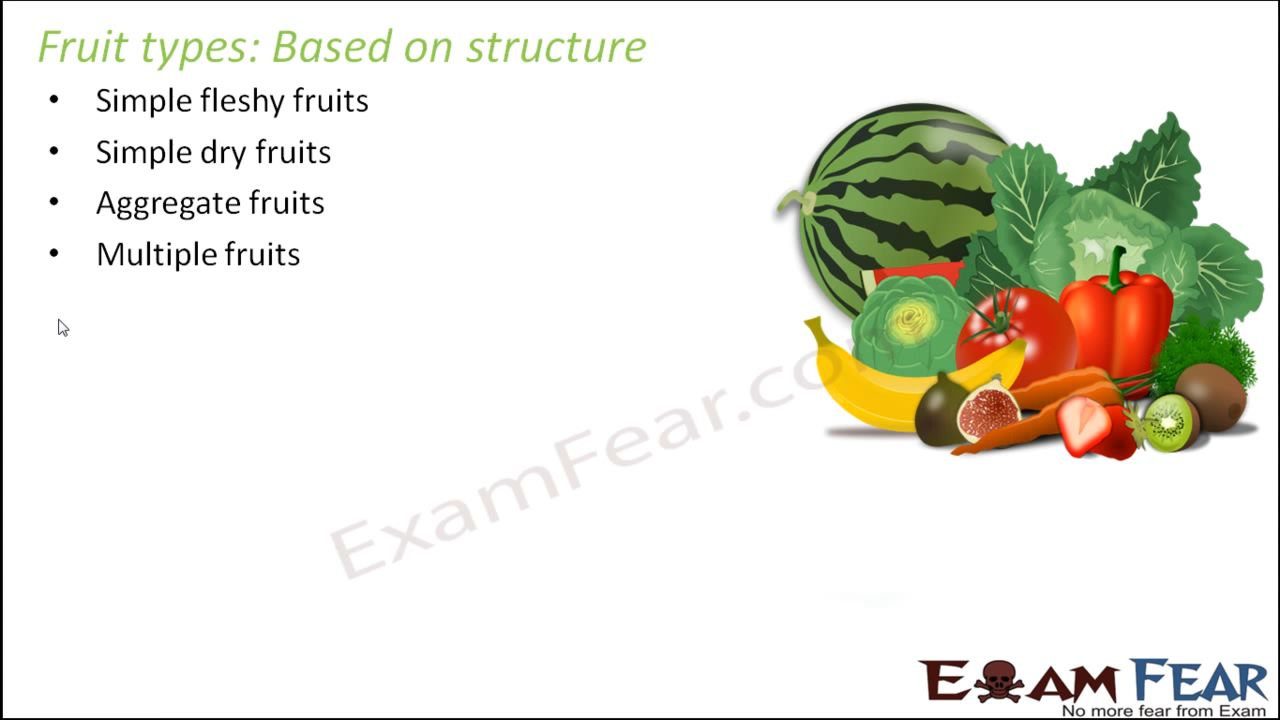 Fruit types: Based on structure
• Simple fleshy fruits
• Simple dry fruits
• Aggregate fruits
• Multiple fruits
ExamFear.com
EXAM FEAR
No more fear from Exam